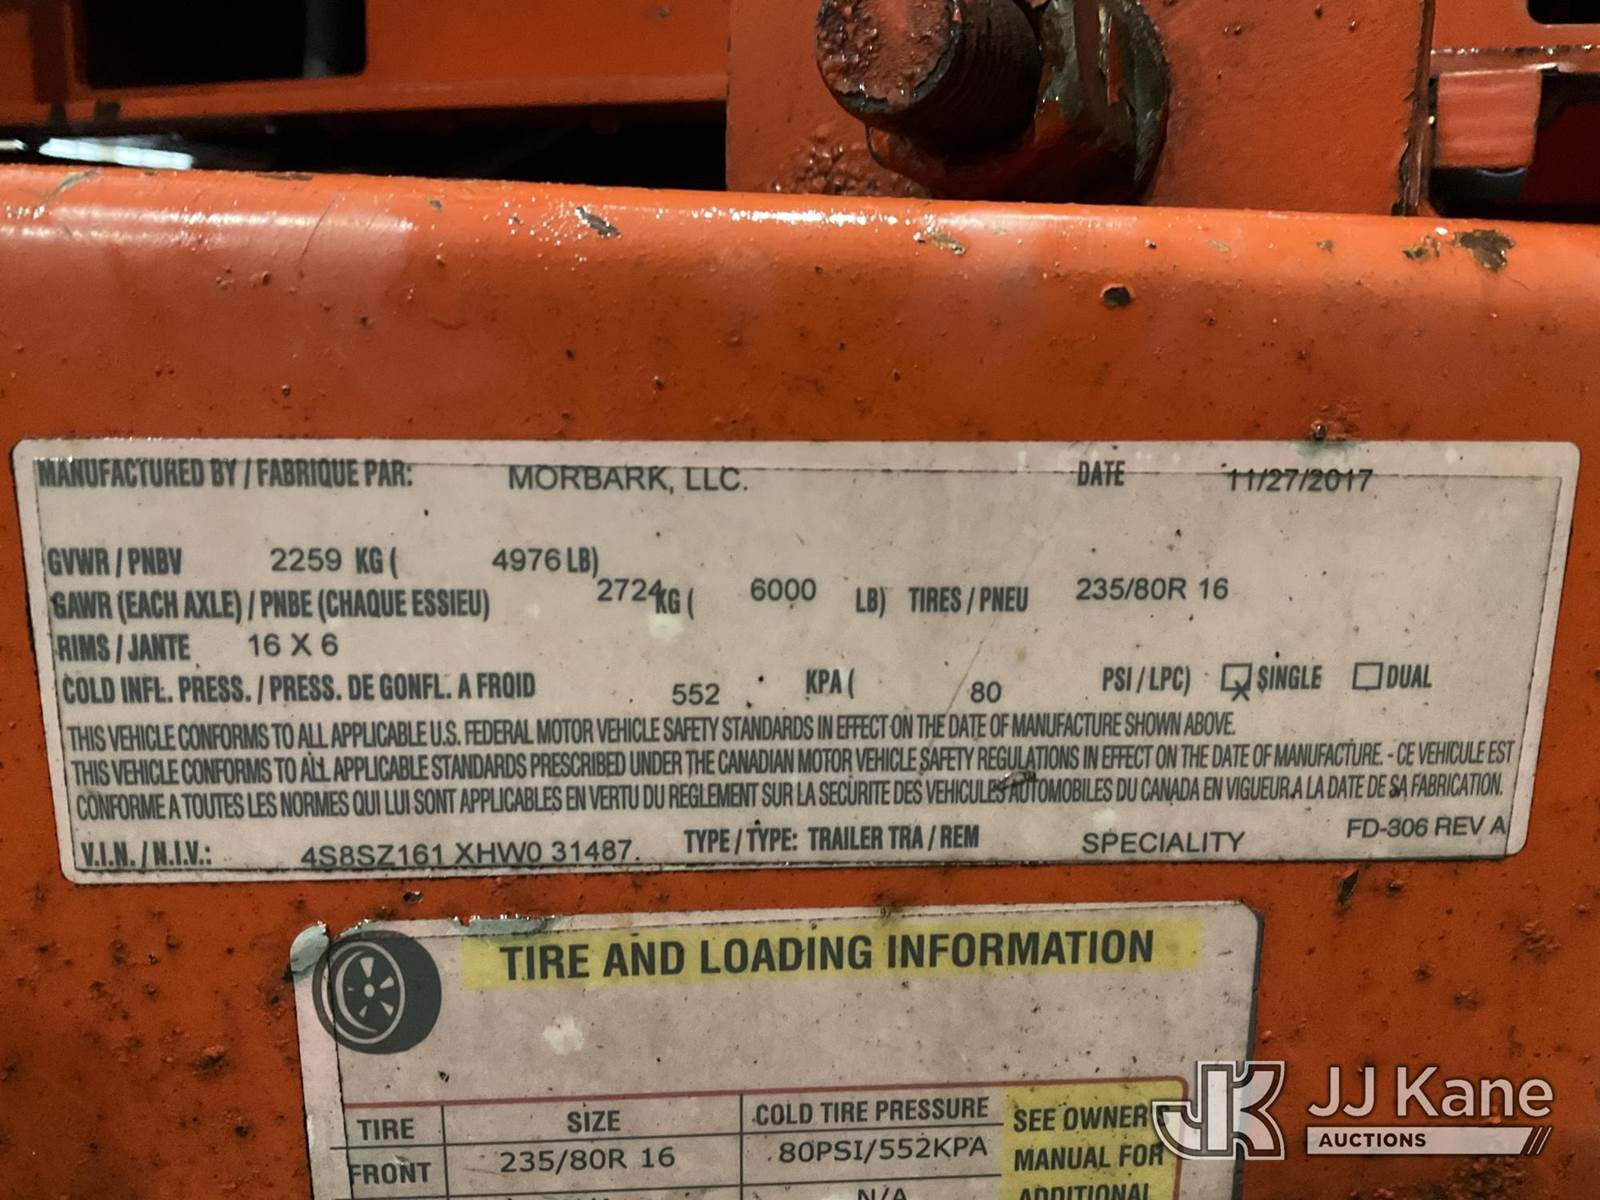 MANUFACTURED BY / FABRIQUE PAR: MORBARK, LLC. DATE 11/27/2017
GVWR / PNBV 2259 KG ( 4976 LB)
GAWR (EACH AXLE) / PNBE (CHAQUE ESSIEU) 2724 KG ( 6000 LB) TIRES / PNEU 235/80R 16
RIMS / JANTE 16 X 6
COLD INFL. PRESS. / PRESS. DE GONFL. A FROID 552 KPA ( 80 PSI / LPC) X SINGLE DUAL
THIS VEHICLE CONFORMS TO ALL APPLICABLE U.S. FEDERAL MOTOR VEHICLE SAFETY STANDARDS IN EFFECT ON THE DATE OF MANUFACTURE SHOWN ABOVE.
THIS VEHICLE CONFORMS TO ALL APPLICABLE STANDARDS PRESCRIBED UNDER THE CANADIAN MOTOR VEHICLE SAFETY REGULATIONS IN EFFECT ON THE DATE OF MANUFACTURE. - CE VEHICULE EST
CONFORME A TOUTES LES NORMES QUI LUI SONT APPLICABLES EN VERTU DU REGLEMENT SUR LA SECURITE DES VEHICULES AUTOMOBILES DU CANADA EN VIGUEUR A LA DATE DE SA FABRICATION.
V.I.N. / N.I.V.: 4S8SZ161 XHW0 31487. TYPE / TYPE: TRAILER TRA / REM SPECIALITY FD-306 REV A
TIRE AND LOADING INFORMATION
TIRE SIZE COLD TIRE PRESSURE SEE OWNER'S
FRONT 235/80R 16 80PSI/552KPA MANUAL FOR
N/A ADDITIONAL
JK JJ Kane
AUCTIONS